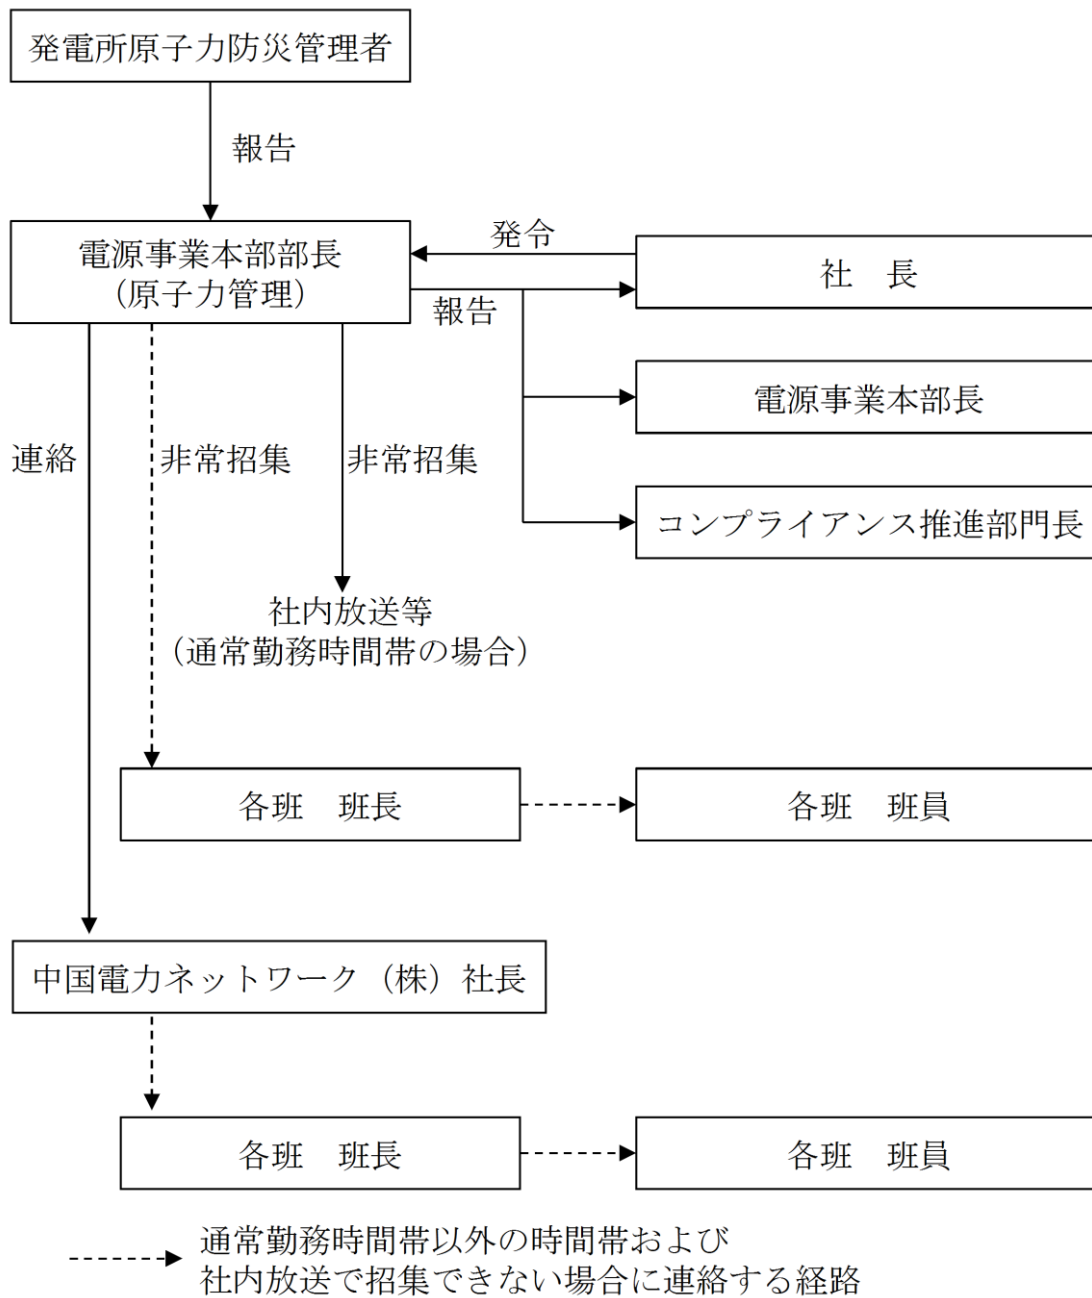 発電所原子力防災管理者
報告
電源事業本部部長
（原子力管理）
発令
報告
社　長
電源事業本部長
コンプライアンス推進部門長
連絡
非常招集
非常招集
社内放送等
（通常勤務時間帯の場合）
各班　班長
各班　班員
中国電力ネットワーク（株）社長
各班　班長
各班　班員
通常勤務時間帯以外の時間帯および
社内放送で招集できない場合に連絡する経路